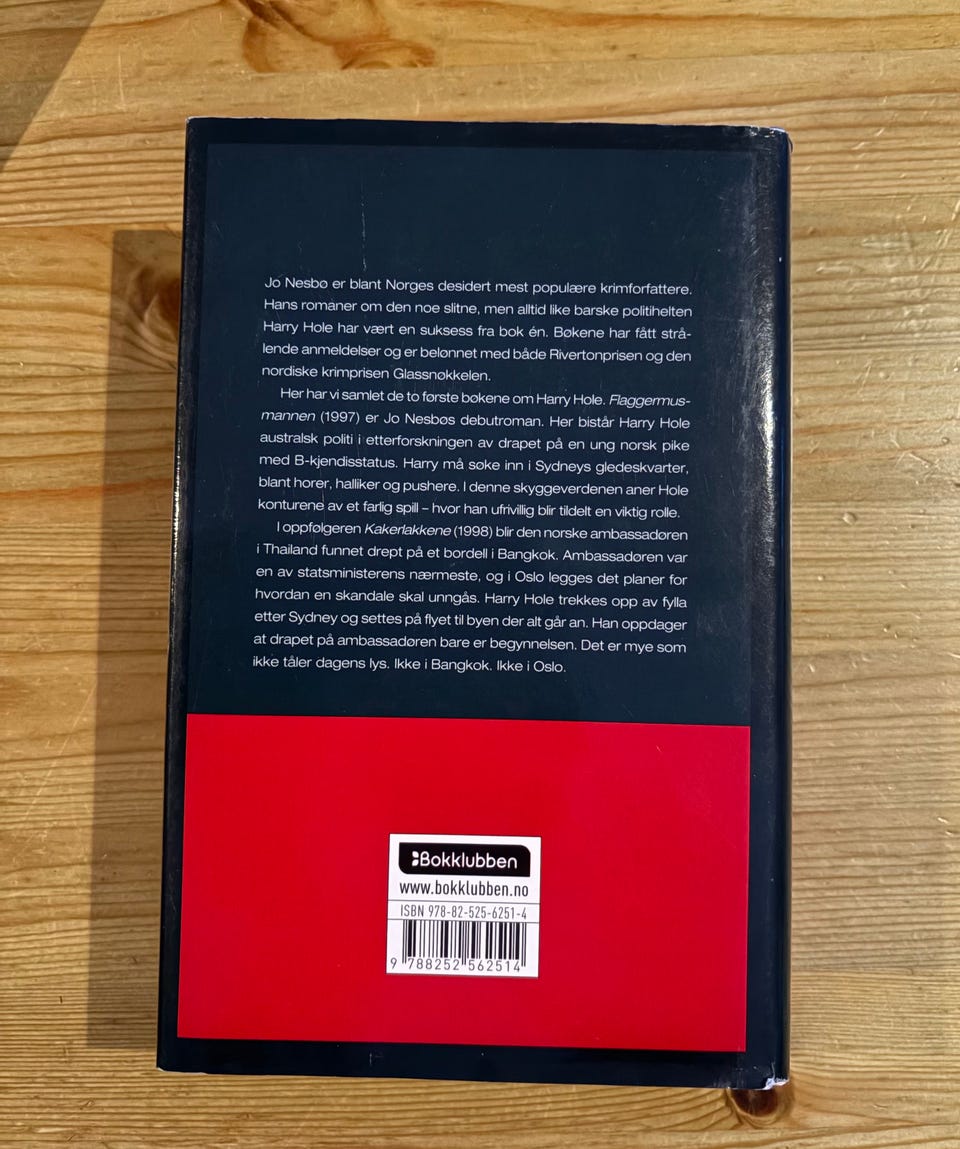 Jo Nesbø er blant Norges desidert mest populære krimforfattere.
Hans romaner om den noe slitne, men alltid like barske politihelten
Harry Hole har vært en suksess fra bok én. Bøkene har fått strå-
lende anmeldelser og er belønnet med både Rivertonprisen og den
nordiske krimprisen Glassnøkkelen.
Her har vi samlet de to første bøkene om Harry Hole. Flaggermus-
mannen (1997) er Jo Nesbøs debutroman. Her bistår Harry Hole
australsk politi i etterforskningen av drapet på en ung norsk pike
med B-kjendisstatus. Harry må søke inn i Sydneys gledeskvarter,
blant horer, halliker og pushere. I denne skyggeverdenen aner Hole
konturene av et farlig spill – hvor han ufrivillig blir tildelt en viktig rolle.
I oppfølgeren Kakerlakkene (1998) blir den norske ambassadøren
i Thailand funnet drept på et bordell i Bangkok. Ambassadøren var
en av statsministerens nærmeste, og i Oslo legges det planer for
hvordan en skandale skal unngås. Harry Hole trekkes opp av fylla
etter Sydney og settes på flyet til byen der alt går an. Han oppdager
at drapet på ambassadøren bare er begynnelsen. Det er mye som
ikke tåler dagens lys. Ikke i Bangkok. Ikke i Oslo.
Bokklubben
www.bokklubben.no
ISBN 978-82-525-6251-4
9 788252 562514